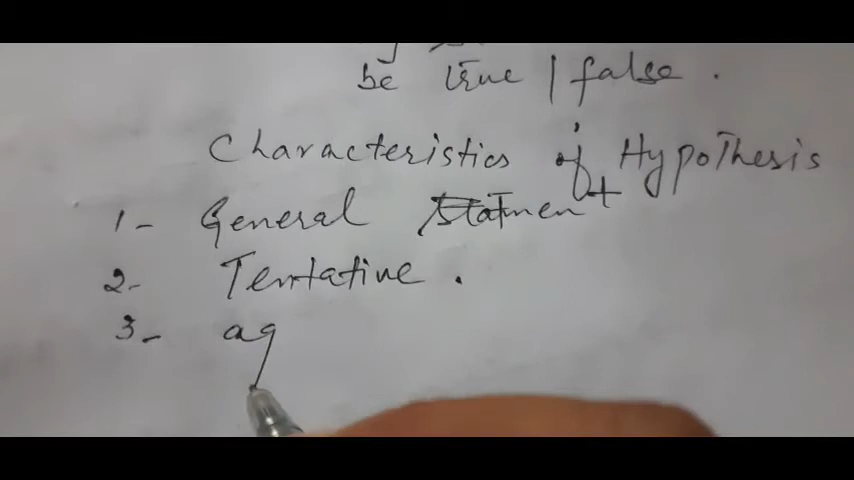 be true / false .
Characteristics of Hypothesis
1- General Statment
2- Tentative .
3- ag